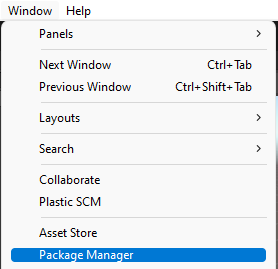 Window Help
Panels
Next Window Ctrl+Tab
Previous Window Ctrl+Shift+Tab
Layouts
Search
Collaborate
Plastic SCM
Asset Store
Package Manager